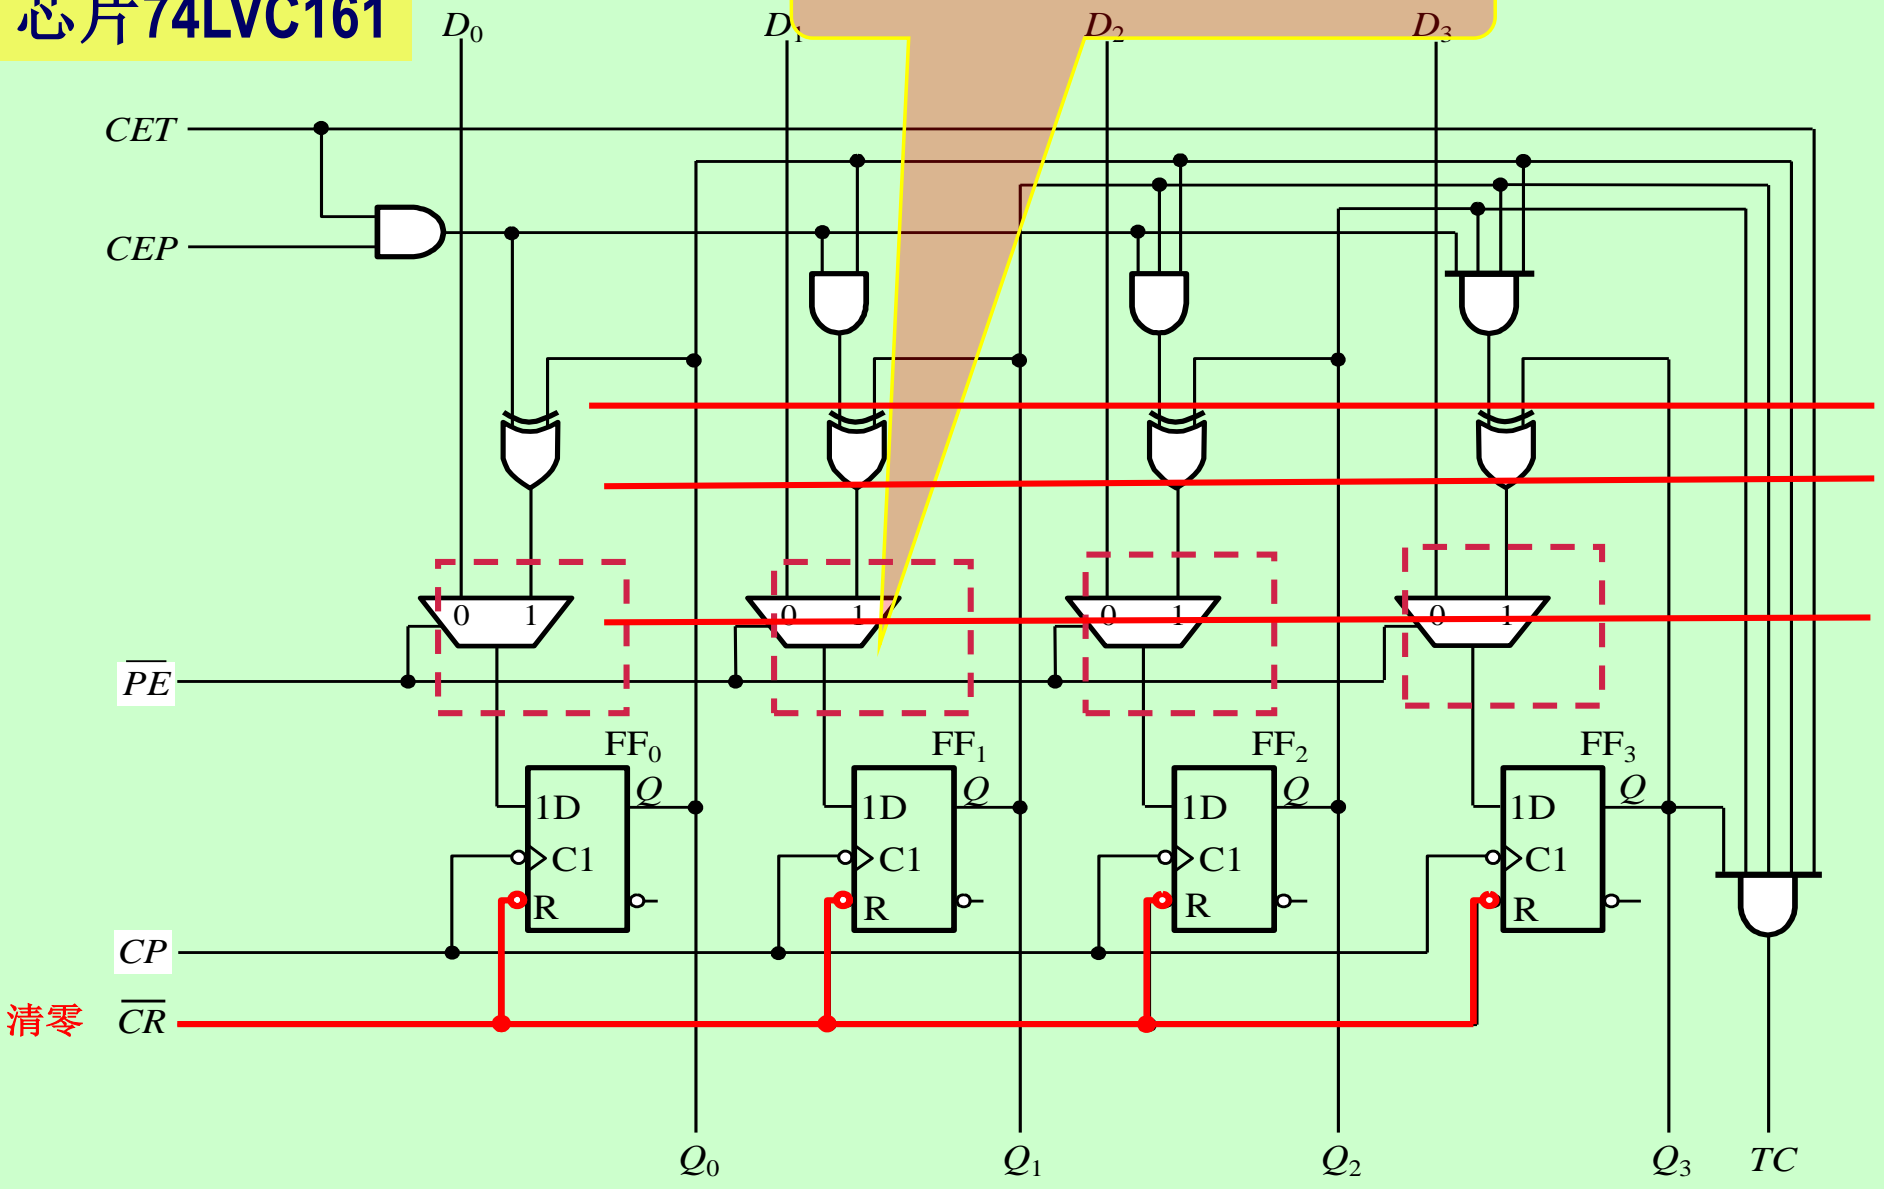 芯片74LVC161
D₀ D₁ D₂ D₃
CET
CEP
0 1 0 1 0 1 0 1
P̅E̅
FF₀ FF₁ FF₂ FF₃
Q Q Q Q
1D 1D 1D 1D
C1 C1 C1 C1
R R R R
CP
清零 C̅R̅
Q₀ Q₁ Q₂ Q₃ TC